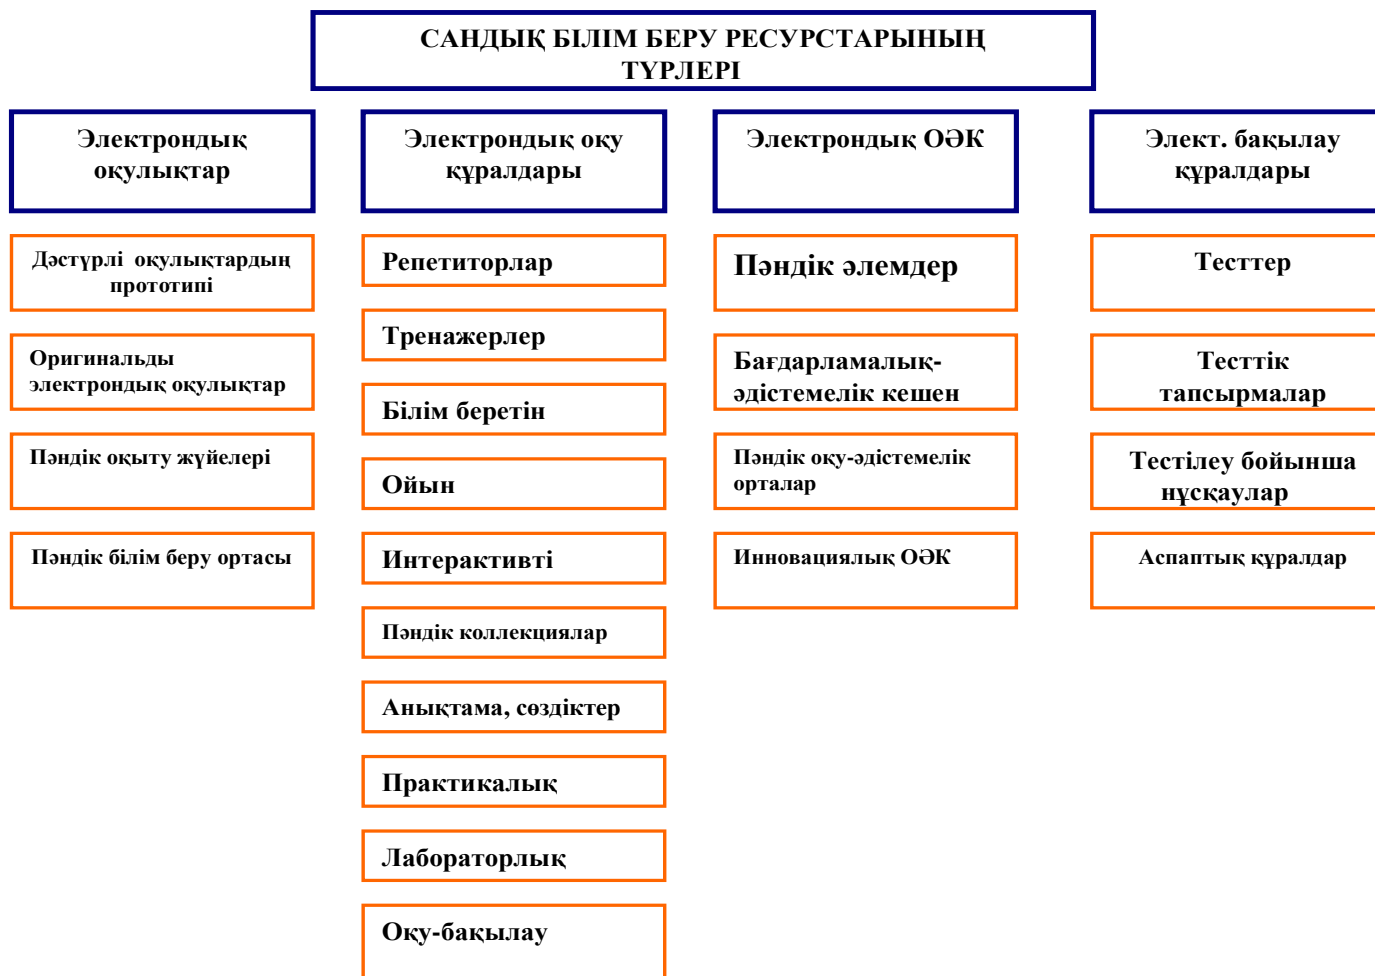 САНДЫҚ БІЛІМ БЕРУ РЕСУРСТАРЫНЫҢ
ТҮРЛЕРІ
Электрондық
оқулықтар
Дәстүрлі оқулықтардың
прототипі
Оригинальды
электрондық оқулықтар
Пәндік оқыту жүйелері
Пәндік білім беру ортасы
Электрондық оқу
құралдары
Репетиторлар
Тренажерлер
Білім беретін
Ойын
Интерактивті
Пәндік коллекциялар
Анықтама, сөздіктер
Практикалық
Лабораторлық
Оқу-бақылау
Электрондық ОӘК
Пәндік әлемдер
Бағдарламалық-
әдістемелік кешен
Пәндік оқу-әдістемелік
орталар
Инновациялық ОӘК
Элект. бақылау
құралдары
Тесттер
Тесттік
тапсырмалар
Тестілеу бойынша
нұсқаулар
Аспаптық құралдар